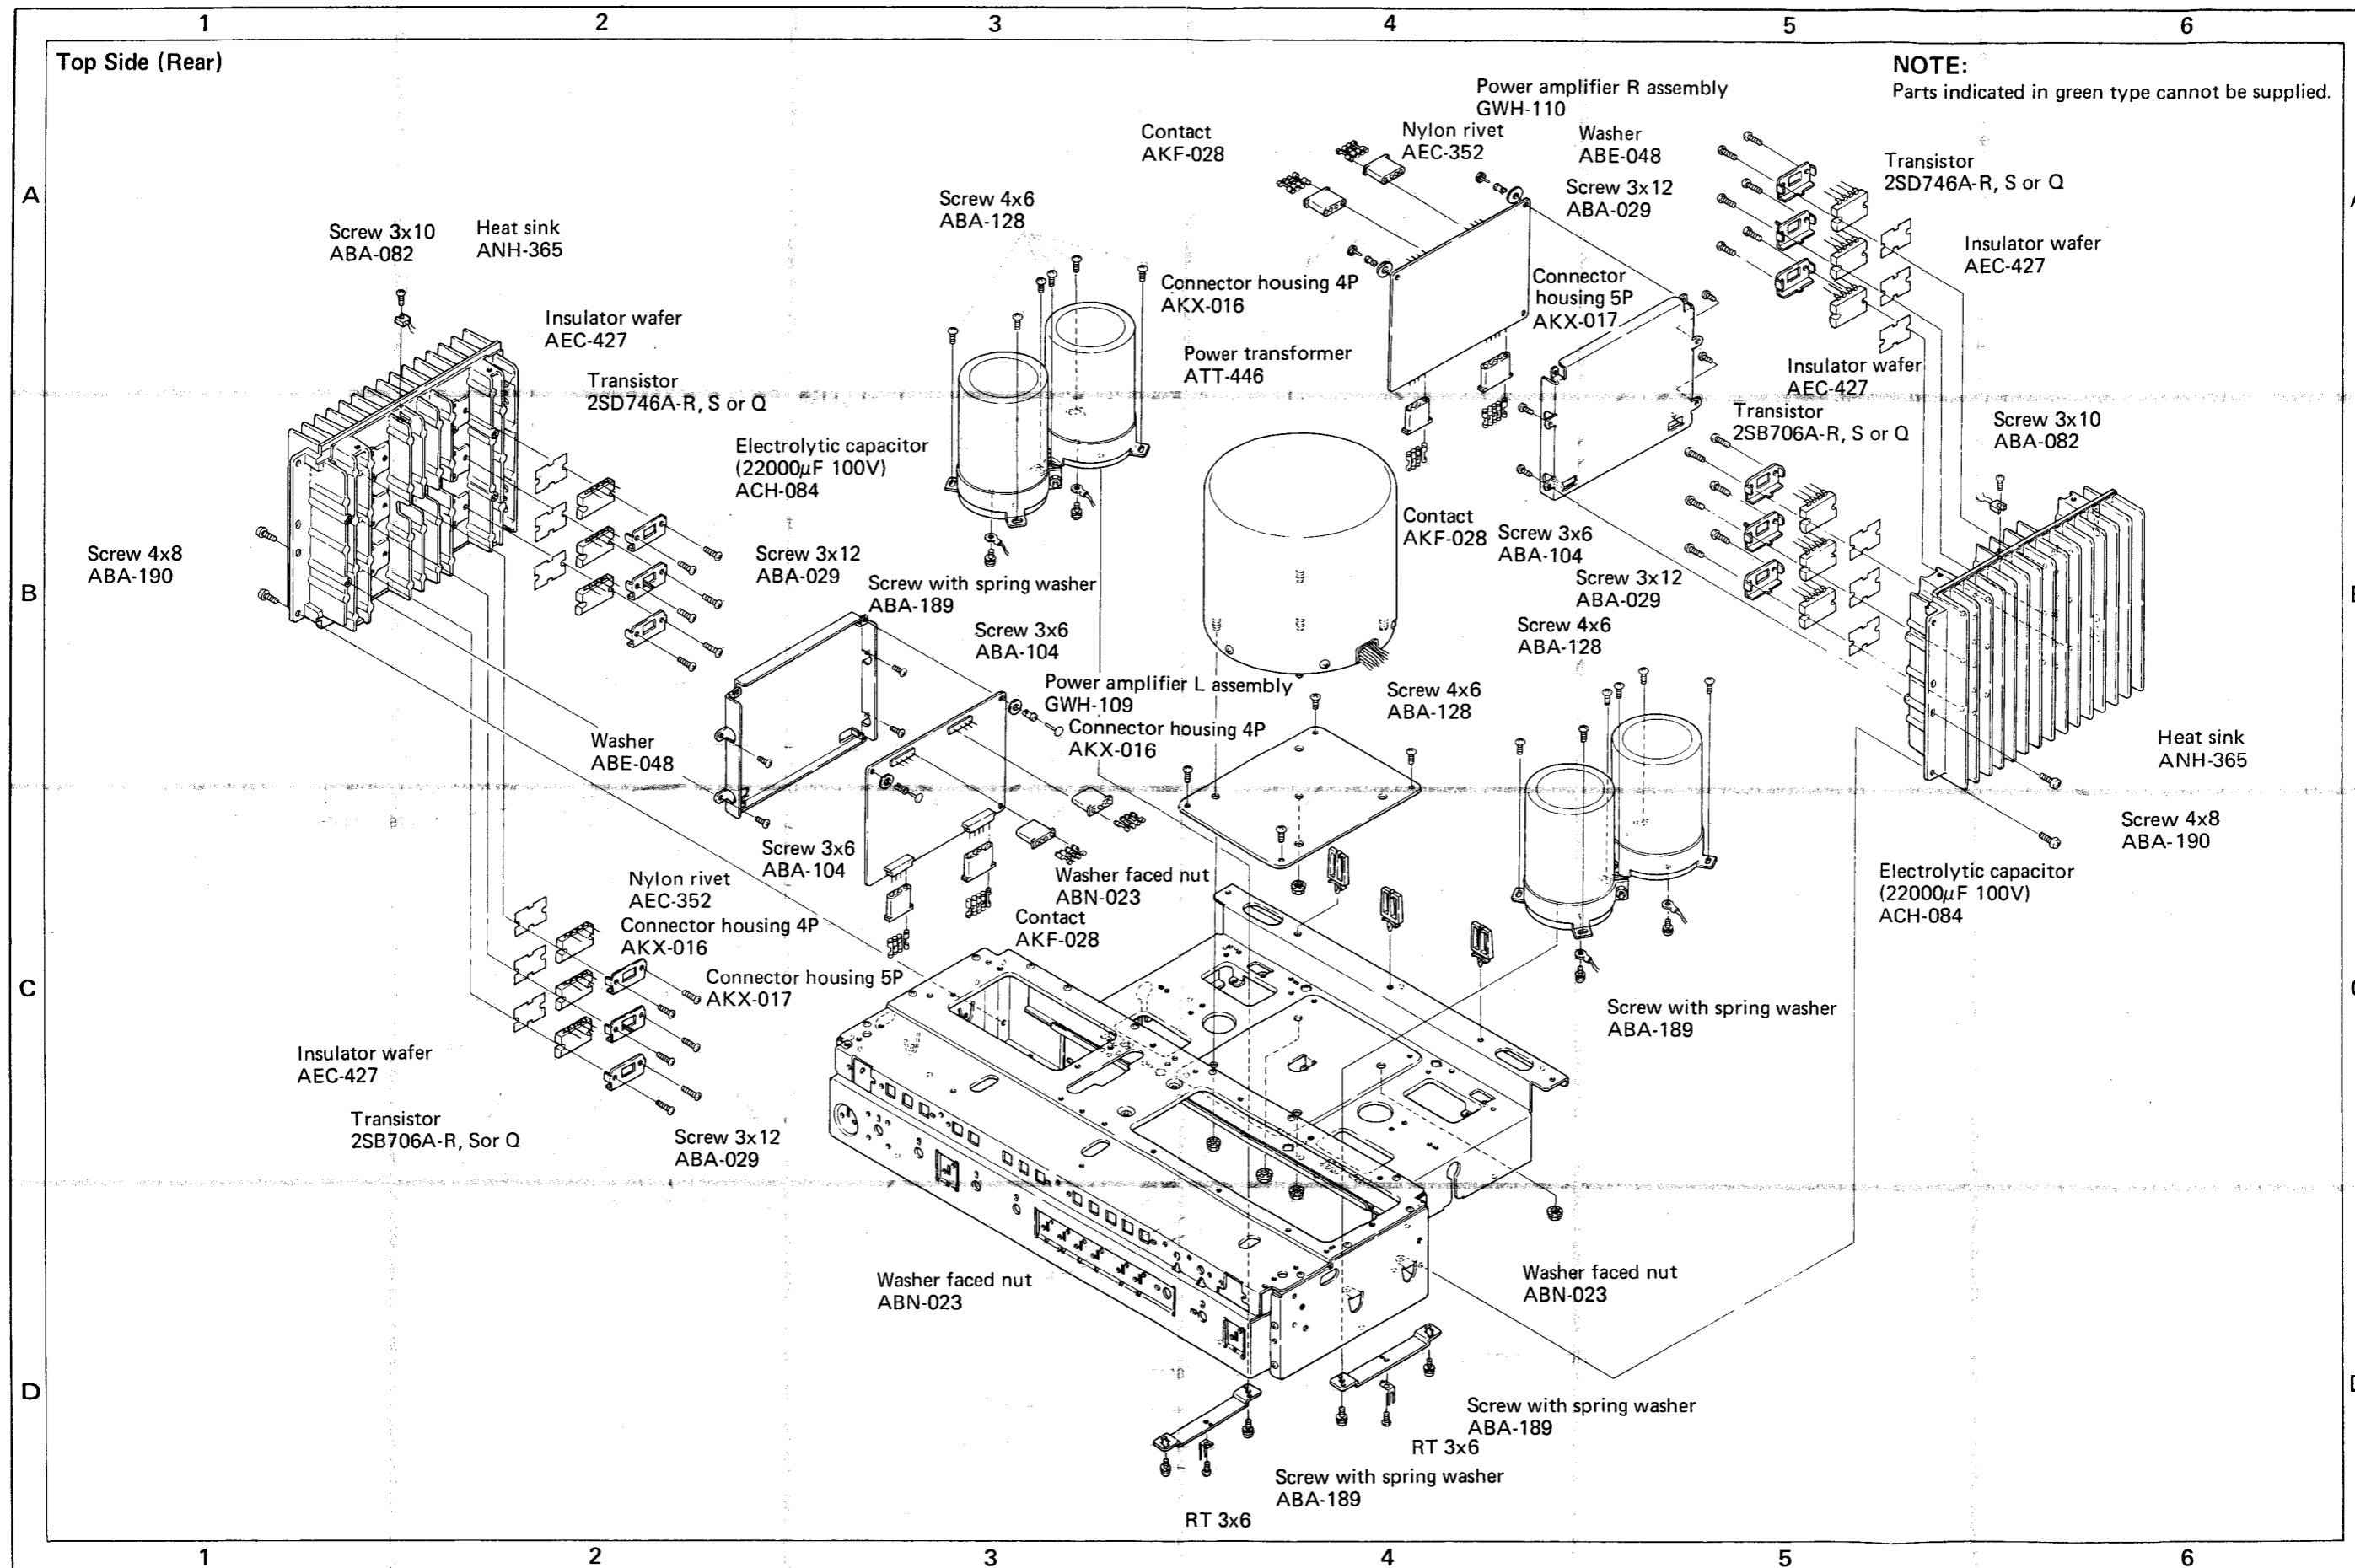 1 2 3 4 5 6
Top Side (Rear)
NOTE:
Parts indicated in green type cannot be supplied.
A
Power amplifier R assembly
GWH-110
Contact
AKF-028
Nylon rivet
AEC-352
Washer
ABE-048
Screw 3x12
ABA-029
Transistor
2SD746A-R, S or Q
Screw 4x6
ABA-128
Screw 3x10
ABA-082
Heat sink
ANH-365
Insulator wafer
AEC-427
Connector housing 4P
AKX-016
Connector
housing 5P
AKX-017
Insulator wafer
AEC-427
Power transformer
ATT-446
Insulator wafer
AEC-427
Transistor
2SD746A-R, S or Q
Transistor
2SB706A-R, S or Q
Screw 3x10
ABA-082
Electrolytic capacitor
(22000μF 100V)
ACH-084
B
Screw 4x8
ABA-190
Contact
AKF-028
Screw 3x6
ABA-104
Screw 3x12
ABA-029
Screw with spring washer
ABA-189
Screw 3x12
ABA-029
Screw 4x6
ABA-128
Screw 3x6
ABA-104
Power amplifier L assembly
GWH-109
Screw 4x6
ABA-128
Connector housing 4P
AKX-016
Washer
ABE-048
Heat sink
ANH-365
Screw 4x8
ABA-190
Screw 3x6
ABA-104
Washer faced nut
ABN-023
Electrolytic capacitor
(22000μF 100V)
ACH-084
Nylon rivet
AEC-352
Contact
AKF-028
Connector housing 4P
AKX-016
C
Connector housing 5P
AKX-017
Screw with spring washer
ABA-189
Insulator wafer
AEC-427
Transistor
2SB706A-R, Sor Q
Screw 3x12
ABA-029
Washer faced nut
ABN-023
Washer faced nut
ABN-023
D
Screw with spring washer
ABA-189
RT 3x6
Screw with spring washer
ABA-189
RT 3x6
1 2 3 4 5 6